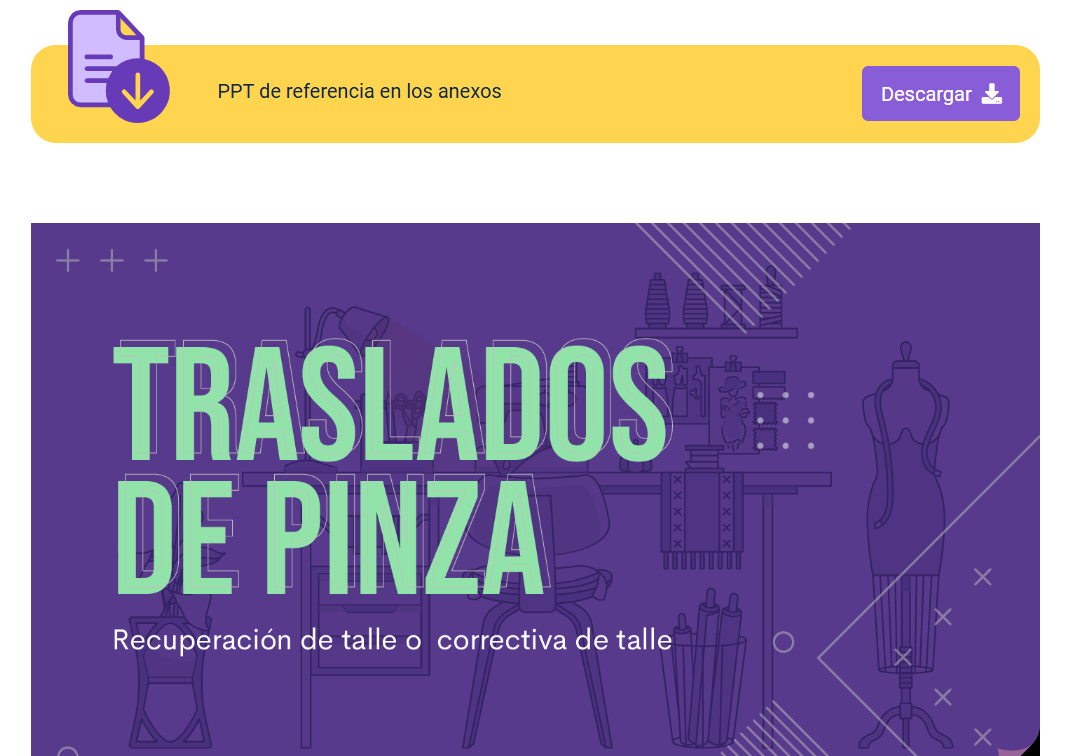 PPT de referencia en los anexos
Descargar
TRASLADOS
DE PINZA
Recuperación de talle o correctiva de talle